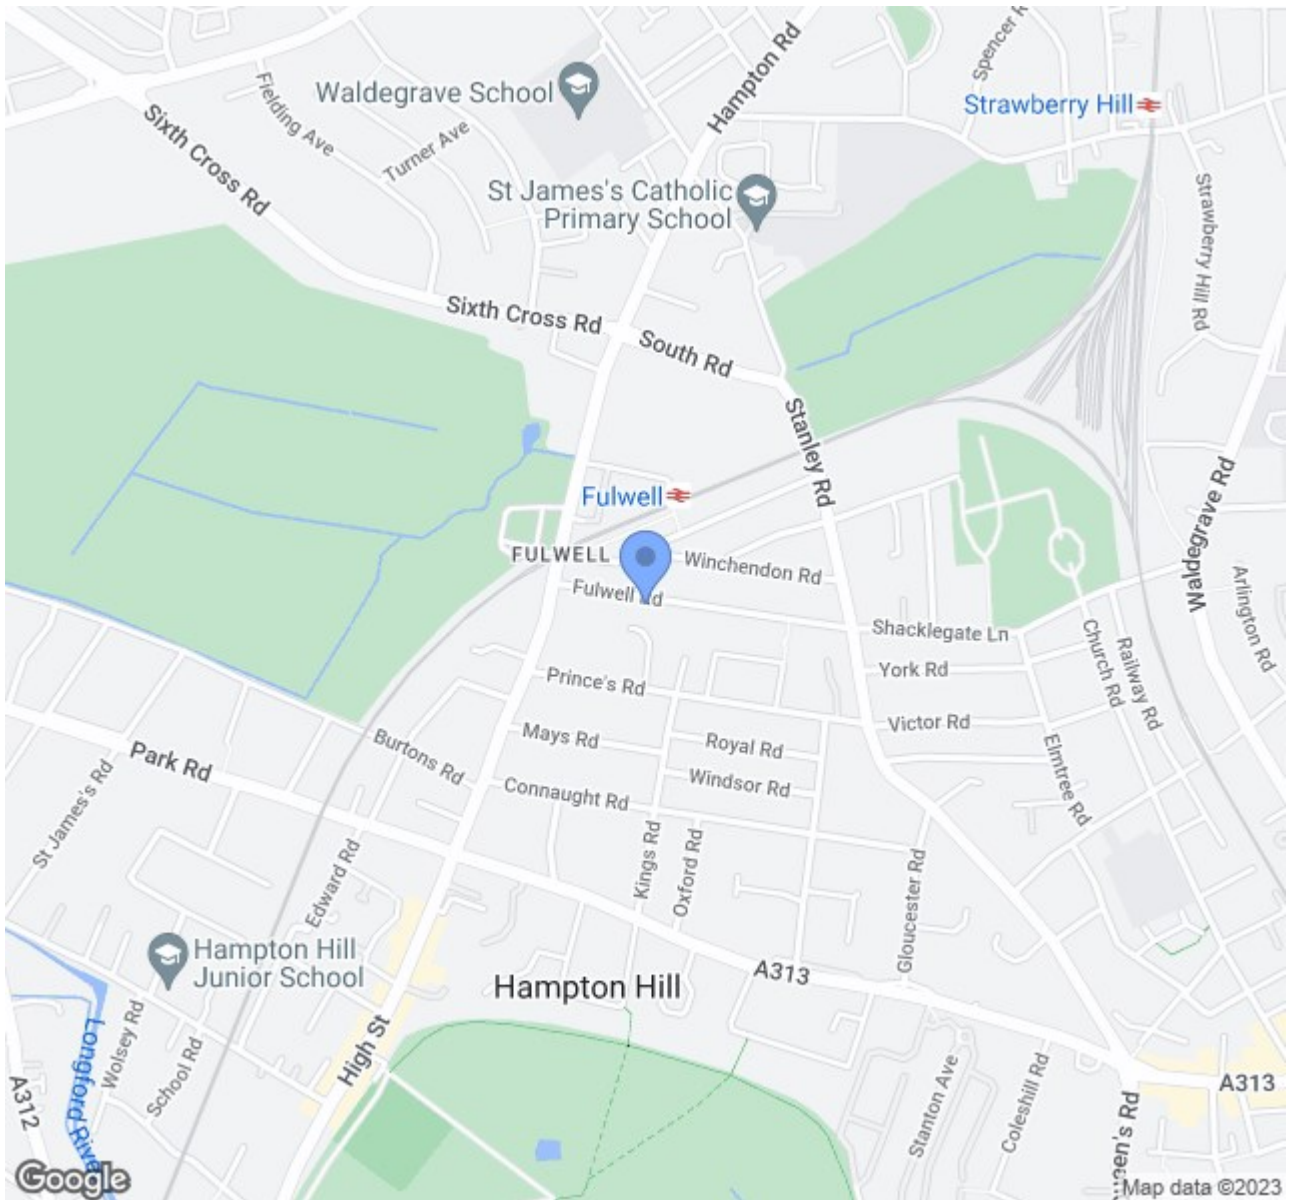 Hampton Rd
Spencer R
Waldegrave School
Strawberry Hill
Fielding Ave
Turner Ave
Sixth Cross Rd
St James's Catholic
Primary School
Strawberry Hill Rd
Sixth Cross Rd
South Rd
Stanley Rd
Fulwell
Waldegrave Rd
FULWELL
Winchendon Rd
Fulwell Rd
Arlington Rd
Shacklegate Ln
Church Rd
Railway Rd
York Rd
Prince's Rd
Victor Rd
Mays Rd
Royal Rd
Burtons Rd
Park Rd
Elmtree Rd
Windsor Rd
Connaught Rd
St James's Rd
Kings Rd
Oxford Rd
Edward Rd
Gloucester Rd
Hampton Hill
Junior School
A313
Hampton Hill
Wolsey Rd
High St
Longford River
School Rd
A312
Stanton Ave
Coleshill Rd
A313
een's Rd
Google
Map data ©2023